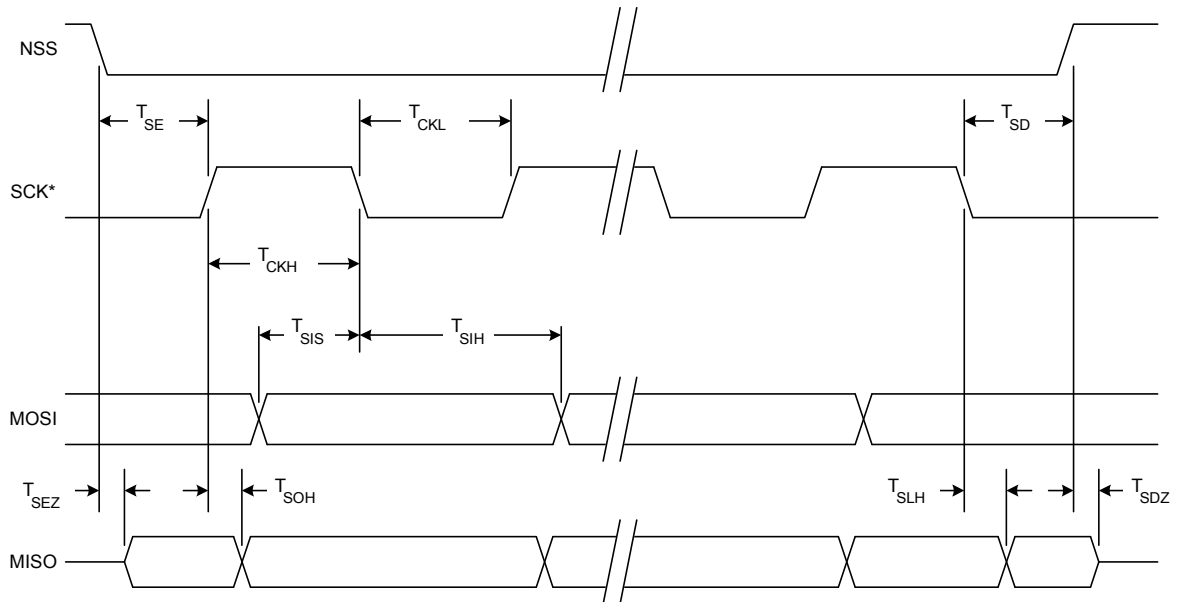 NSS
T_SE
T_CKL
T_SD
SCK*
T_CKH
T_SIS
T_SIH
MOSI
T_SEZ
T_SOH
T_SLH
T_SDZ
MISO